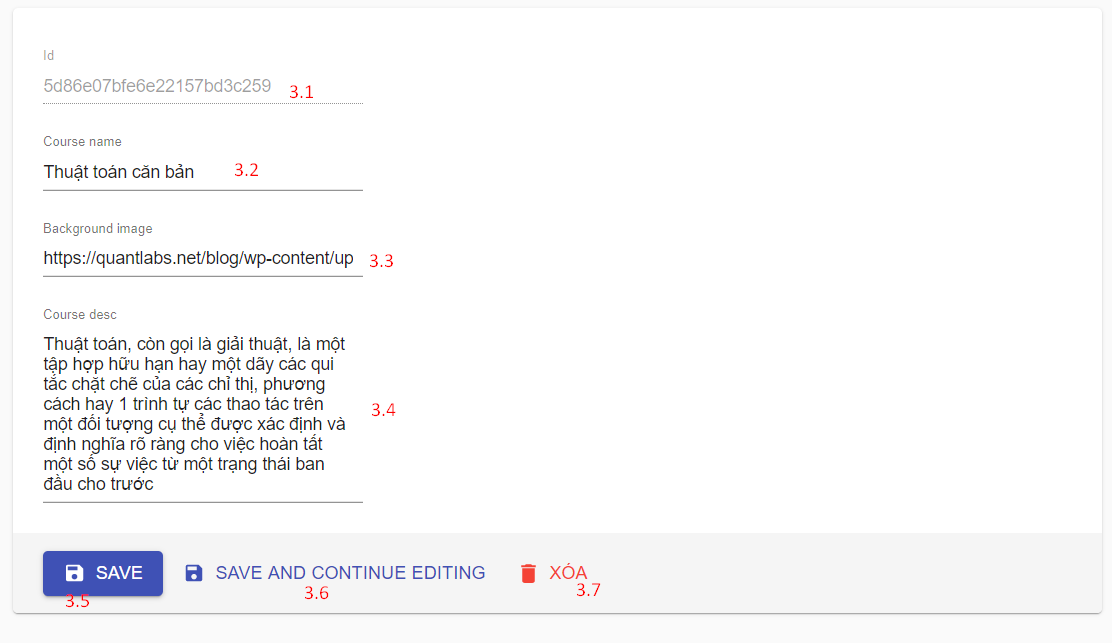 Id
5d86e07bfe6e22157bd3c259 3.1
Course name
Thuật toán căn bản 3.2
Background image
https://quantlabs.net/blog/wp-content/up 3.3
Course desc
Thuật toán, còn gọi là giải thuật, là một
tập hợp hữu hạn hay một dãy các qui
tắc chặt chẽ của các chỉ thị, phương
cách hay 1 trình tự các thao tác trên
3.4
một đối tượng cụ thể được xác định và
định nghĩa rõ ràng cho việc hoàn tất
một số sự việc từ một trạng thái ban
đầu cho trước
SAVE SAVE AND CONTINUE EDITING XÓA
3.5 3.6 3.7